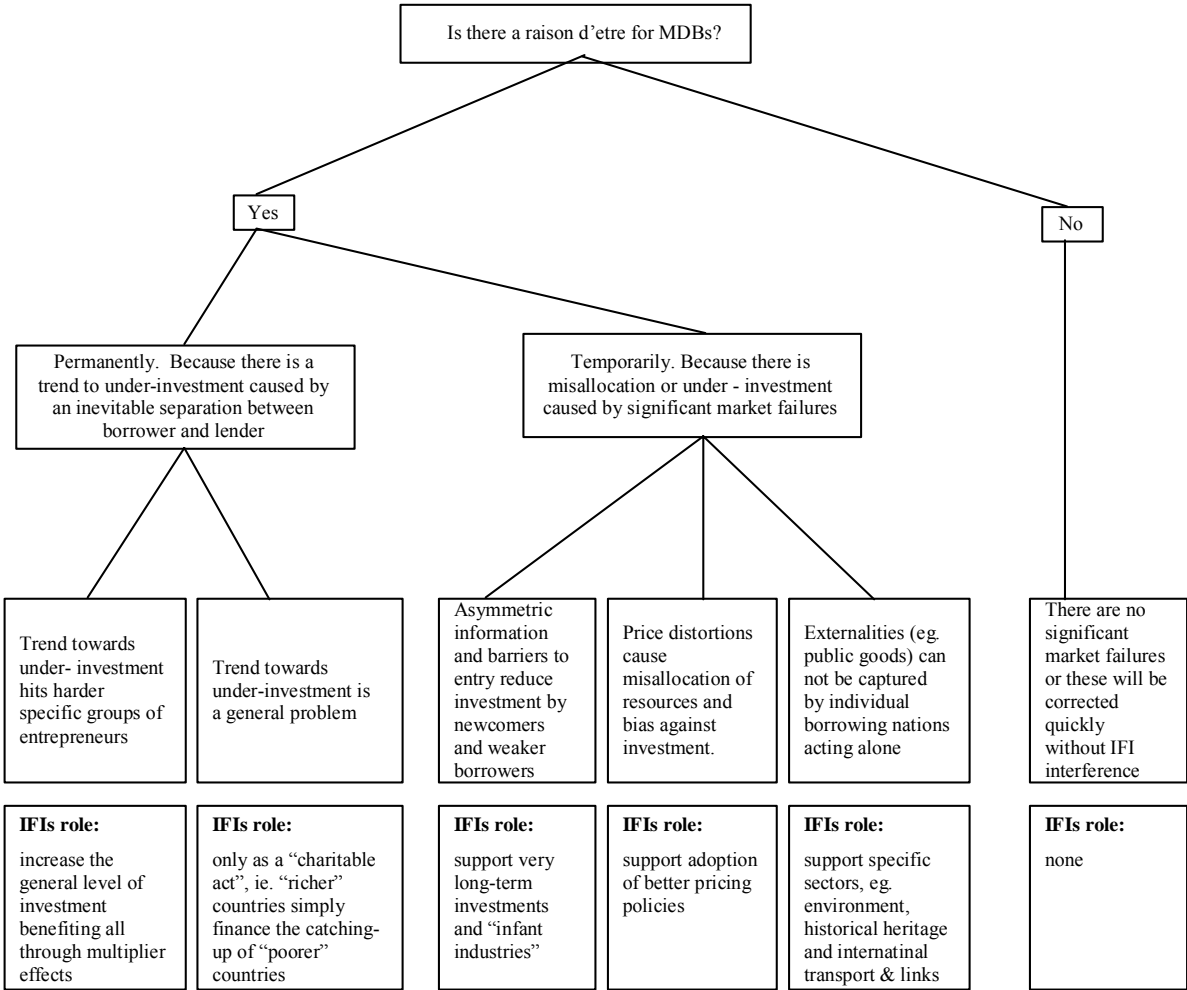 Is there a raison d’etre for MDBs?
Yes
No
Permanently. Because there is a
trend to under-investment caused by
an inevitable separation between
borrower and lender
Temporarily. Because there is
misallocation or under - investment
caused by significant market failures
Trend towards
under- investment
hits harder
specific groups of
entrepreneurs
Trend towards
under-investment is
a general problem
Asymmetric
information
and barriers to
entry reduce
investment by
newcomers
and weaker
borrowers
Price distortions
cause
misallocation of
resources and
bias against
investment.
Externalities (eg.
public goods) can
not be captured
by individual
borrowing nations
acting alone
There are no
significant
market failures
or these will be
corrected
quickly
without IFI
interference
IFIs role:
increase the
general level of
investment
benefiting all
through multiplier
effects
IFIs role:
only as a “charitable
act”, ie. “richer”
countries simply
finance the catching-
up of “poorer”
countries
IFIs role:
support very
long-term
investments
and “infant
industries”
IFIs role:
support adoption
of better pricing
policies
IFIs role:
support specific
sectors, eg.
environment,
historical heritage
and internatinal
transport & links
IFIs role:
none